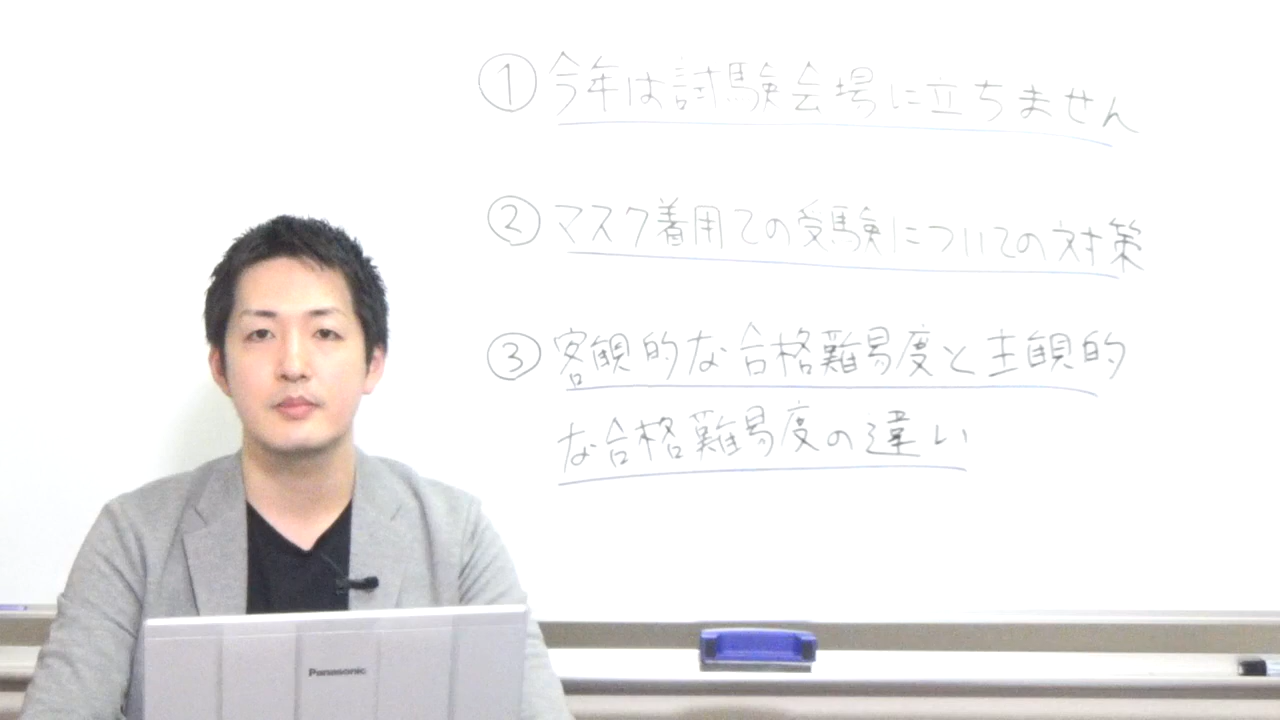 ①今年は試験会場に立ちません
②マスク着用ての受験についての対策
③客観的な合格難易度と主観的
な合格難易度の違い
Panasonic